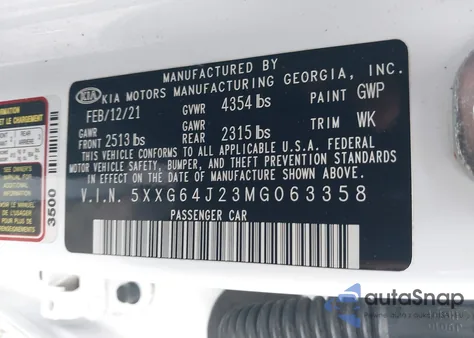 MANUFACTURED BY
KIA KIA MOTORS MANUFACTURING GEORGIA, INC.
FEB/12/21 GVWR 4354 lbs PAINT GWP
GAWR FRONT 2513 lbs GAWR REAR 2315 lbs TRIM WK
THIS VEHICLE CONFORMS TO ALL APPLICABLE U.S.A. FEDERAL
MOTOR VEHICLE SAFETY, BUMPER, AND THEFT PREVENTION STANDARDS
IN EFFECT ON THE DATE OF MANUFACTURE SHOWN ABOVE.
V.I.N. 5XXG64J23MG063358
PASSENGER CAR
3500
autoSnap